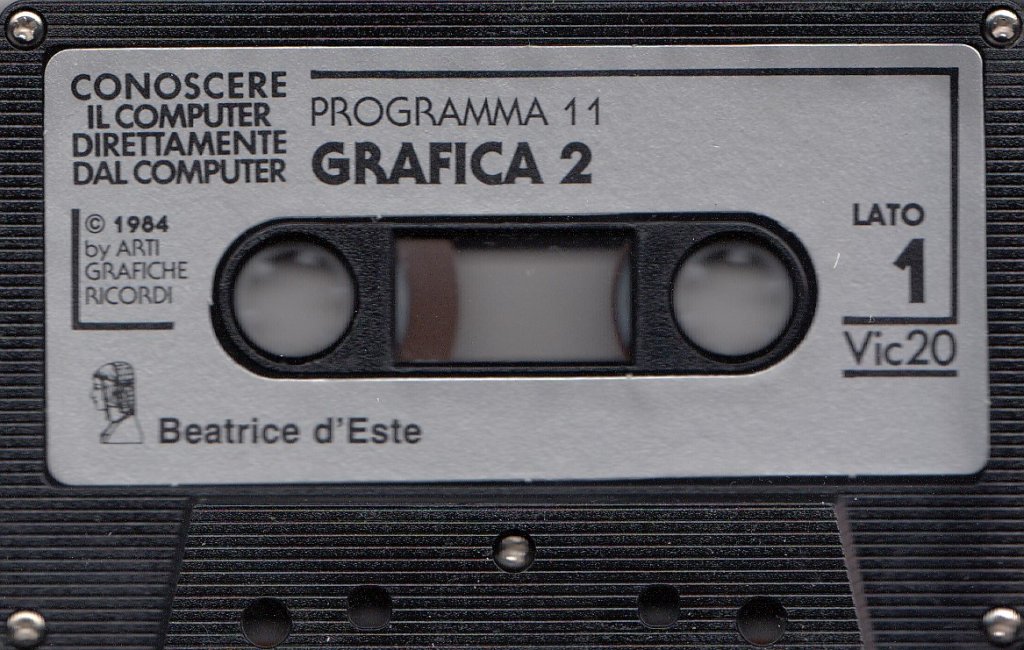 CONOSCERE
IL COMPUTER
DIRETTAMENTE
DAL COMPUTER
PROGRAMMA 11
GRAFICA 2
© 1984
by ARTI
GRAFICHE
RICORDI
LATO
1
Vic20
Beatrice d'Este